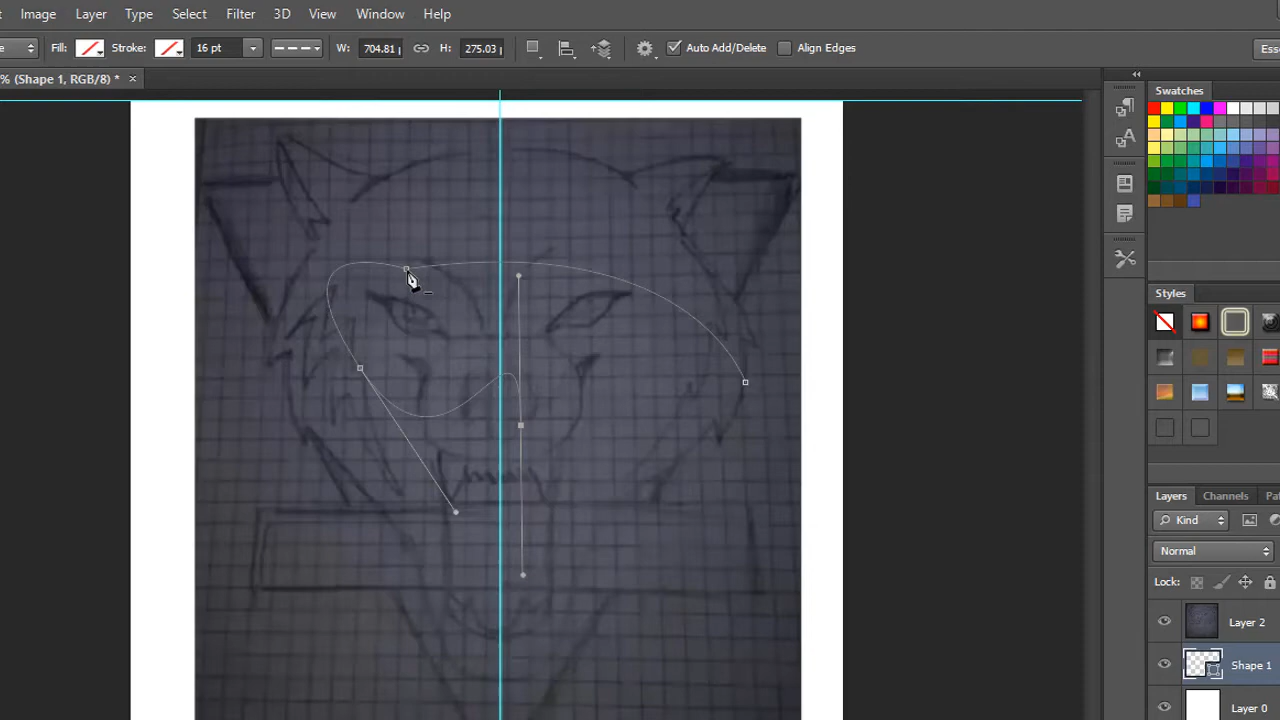 Image Layer Type Select Filter 3D View Window Help
Fill: Stroke: 16 pt W: 704.81 H: 275.03 Auto Add/Delete Align Edges
% (Shape 1, RGB/8) * ×
Swatches
Styles
Layers Channels
Kind
Normal
Lock:
Layer 2
Shape 1
Layer 0